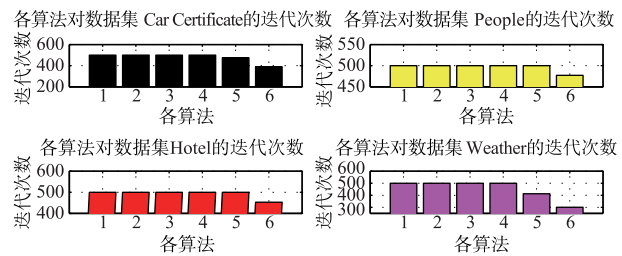 各算法对数据集 Car Certificate的迭代次数
迭代次数
600
400
200
1 2 3 4 5 6
各算法
各算法对数据集 People的迭代次数
迭代次数
550
500
450
1 2 3 4 5 6
各算法
各算法对数据集Hotel的迭代次数
迭代次数
600
500
400
1 2 3 4 5 6
各算法
各算法对数据集 Weather的迭代次数
迭代次数
600
500
400
300
1 2 3 4 5 6
各算法